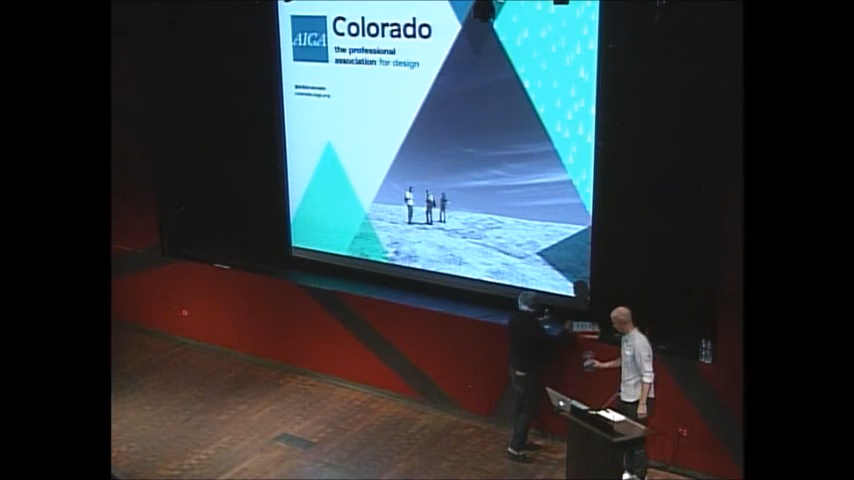 AIGA
Colorado
the professional
association for design